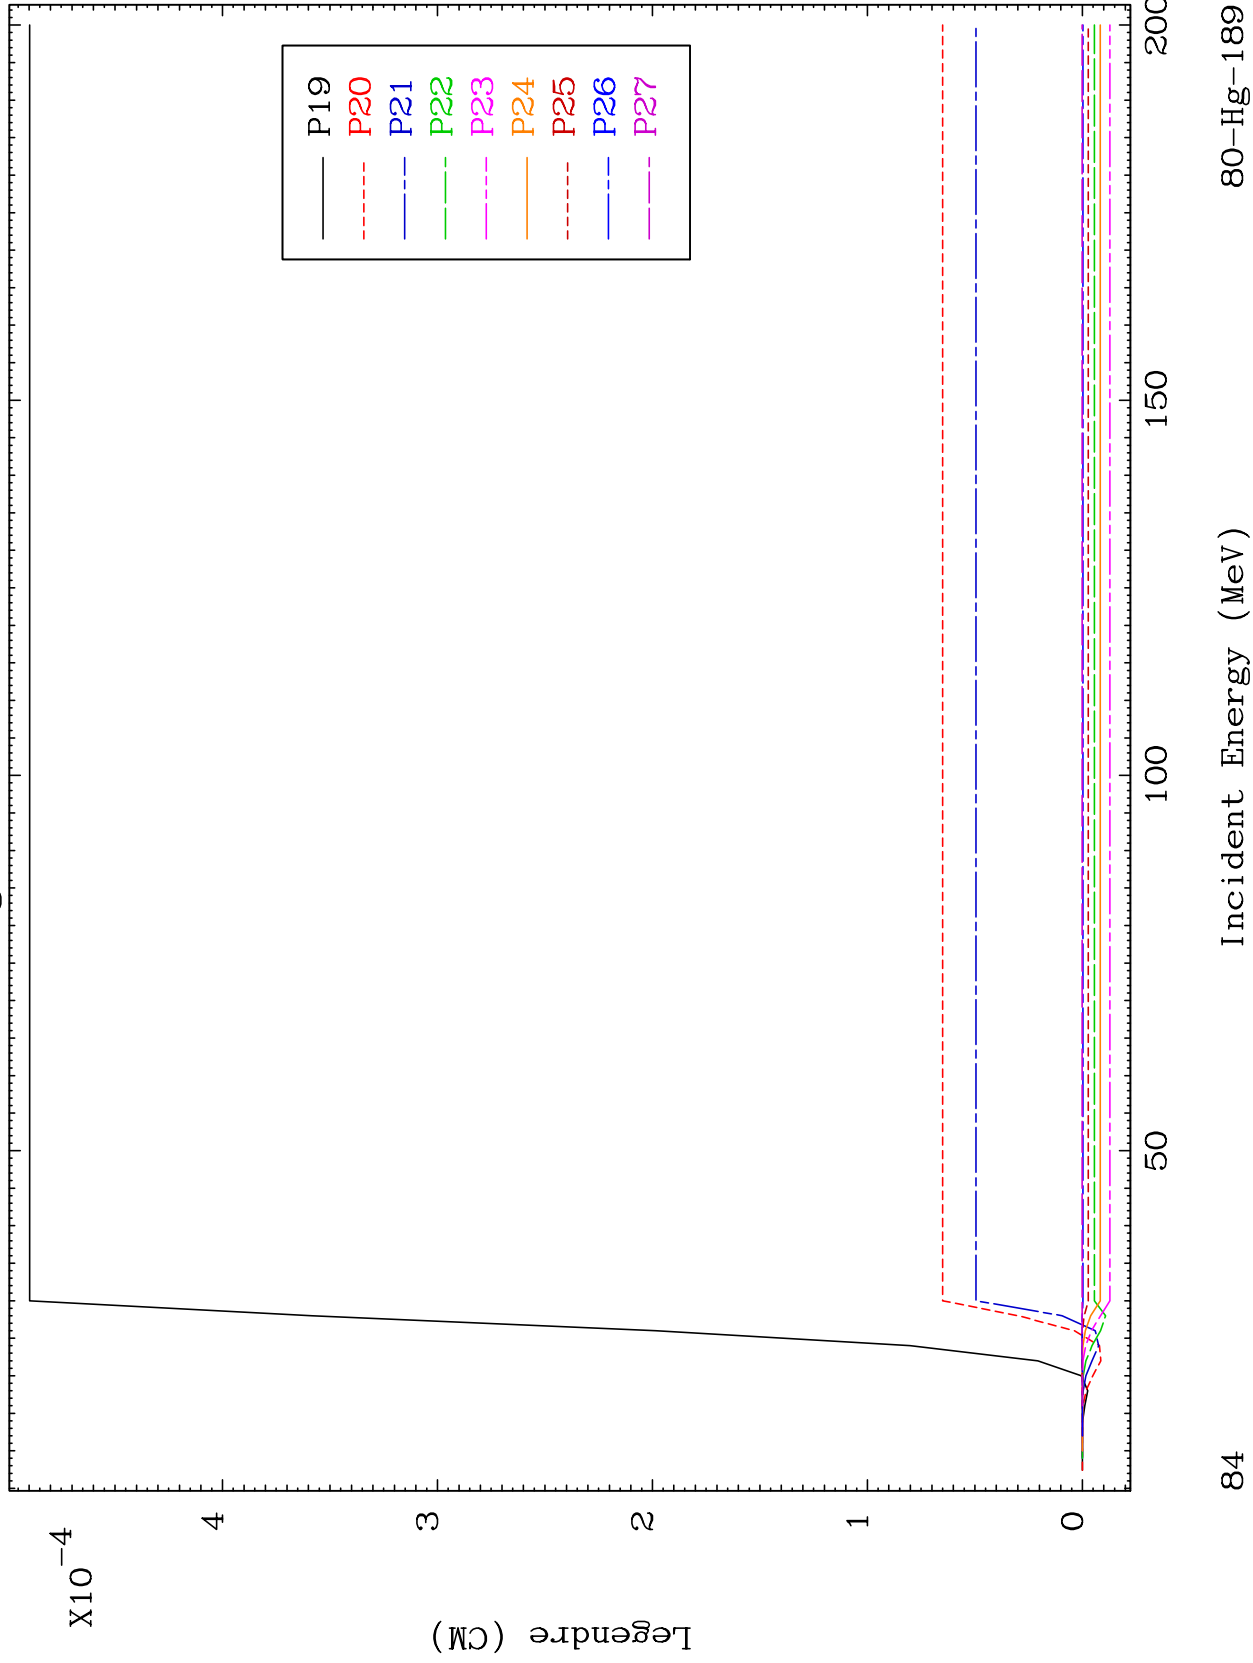 X10-4
4
3
2
1
0
Legendre (CM)
P19
P20
P21
P22
P23
P24
P25
P26
P27
50
100
150
200
Incident Energy (MeV)
84
80-Hg-189